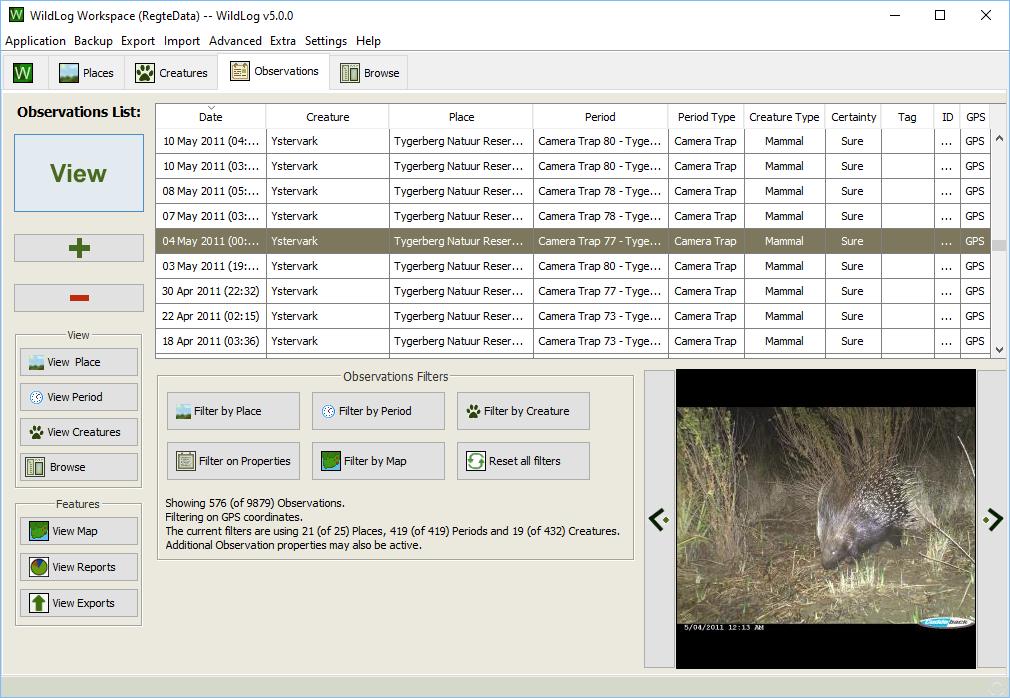 WildLog Workspace (RegteData) -- WildLog v5.0.0
Application Backup Export Import Advanced Extra Settings Help
W Places Creatures Observations Browse
Observations List:
View
View
View Place
View Period
View Creatures
Browse
Features
View Map
View Reports
View Exports
Date Creature Place Period Period Type Creature Type Certainty Tag ID GPS
10 May 2011 (04:... Ystervark Tygerberg Natuur Reser... Camera Trap 80 - Tyge... Camera Trap Mammal Sure ... GPS
10 May 2011 (03:... Ystervark Tygerberg Natuur Reser... Camera Trap 80 - Tyge... Camera Trap Mammal Sure ... GPS
08 May 2011 (05:... Ystervark Tygerberg Natuur Reser... Camera Trap 78 - Tyge... Camera Trap Mammal Sure ... GPS
07 May 2011 (03:... Ystervark Tygerberg Natuur Reser... Camera Trap 78 - Tyge... Camera Trap Mammal Sure ... GPS
04 May 2011 (00:... Ystervark Tygerberg Natuur Reser... Camera Trap 77 - Tyge... Camera Trap Mammal Sure ... GPS
03 May 2011 (19:... Ystervark Tygerberg Natuur Reser... Camera Trap 80 - Tyge... Camera Trap Mammal Sure ... GPS
30 Apr 2011 (22:32) Ystervark Tygerberg Natuur Reser... Camera Trap 77 - Tyge... Camera Trap Mammal Sure ... GPS
22 Apr 2011 (02:15) Ystervark Tygerberg Natuur Reser... Camera Trap 73 - Tyge... Camera Trap Mammal Sure ... GPS
18 Apr 2011 (03:36) Ystervark Tygerberg Natuur Reser... Camera Trap 73 - Tyge... Camera Trap Mammal Sure ... GPS
Observations Filters
Filter by Place Filter by Period Filter by Creature
Filter on Properties Filter by Map Reset all filters
Showing 576 (of 9879) Observations.
Filtering on GPS coordinates.
The current filters are using 21 (of 25) Places, 419 (of 419) Periods and 19 (of 432) Creatures.
Additional Observation properties may also be active.
5/04/2011 12:13 AM
Cuddeback